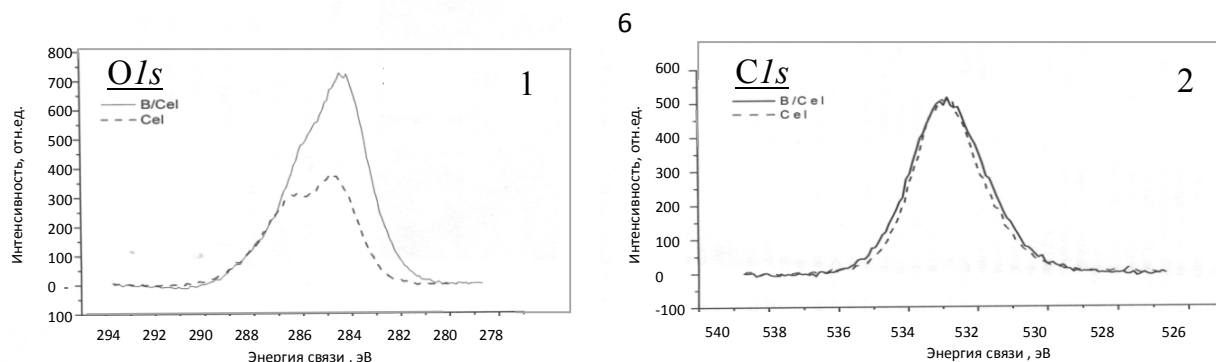 6
O1s
1
B/Cel
Cel
Интенсивность, отн.ед.
800
700
600
500
400
300
200
100
0 -
100
294 292 290 288 286 284 282 280 278
Энергия связи , эВ
C1s
2
B/Cel
Cel
Интенсивность, отн.ед.
600
500
400
300
200
100
0
-100
540 538 536 534 532 530 528 526
Энергия связи , эВ